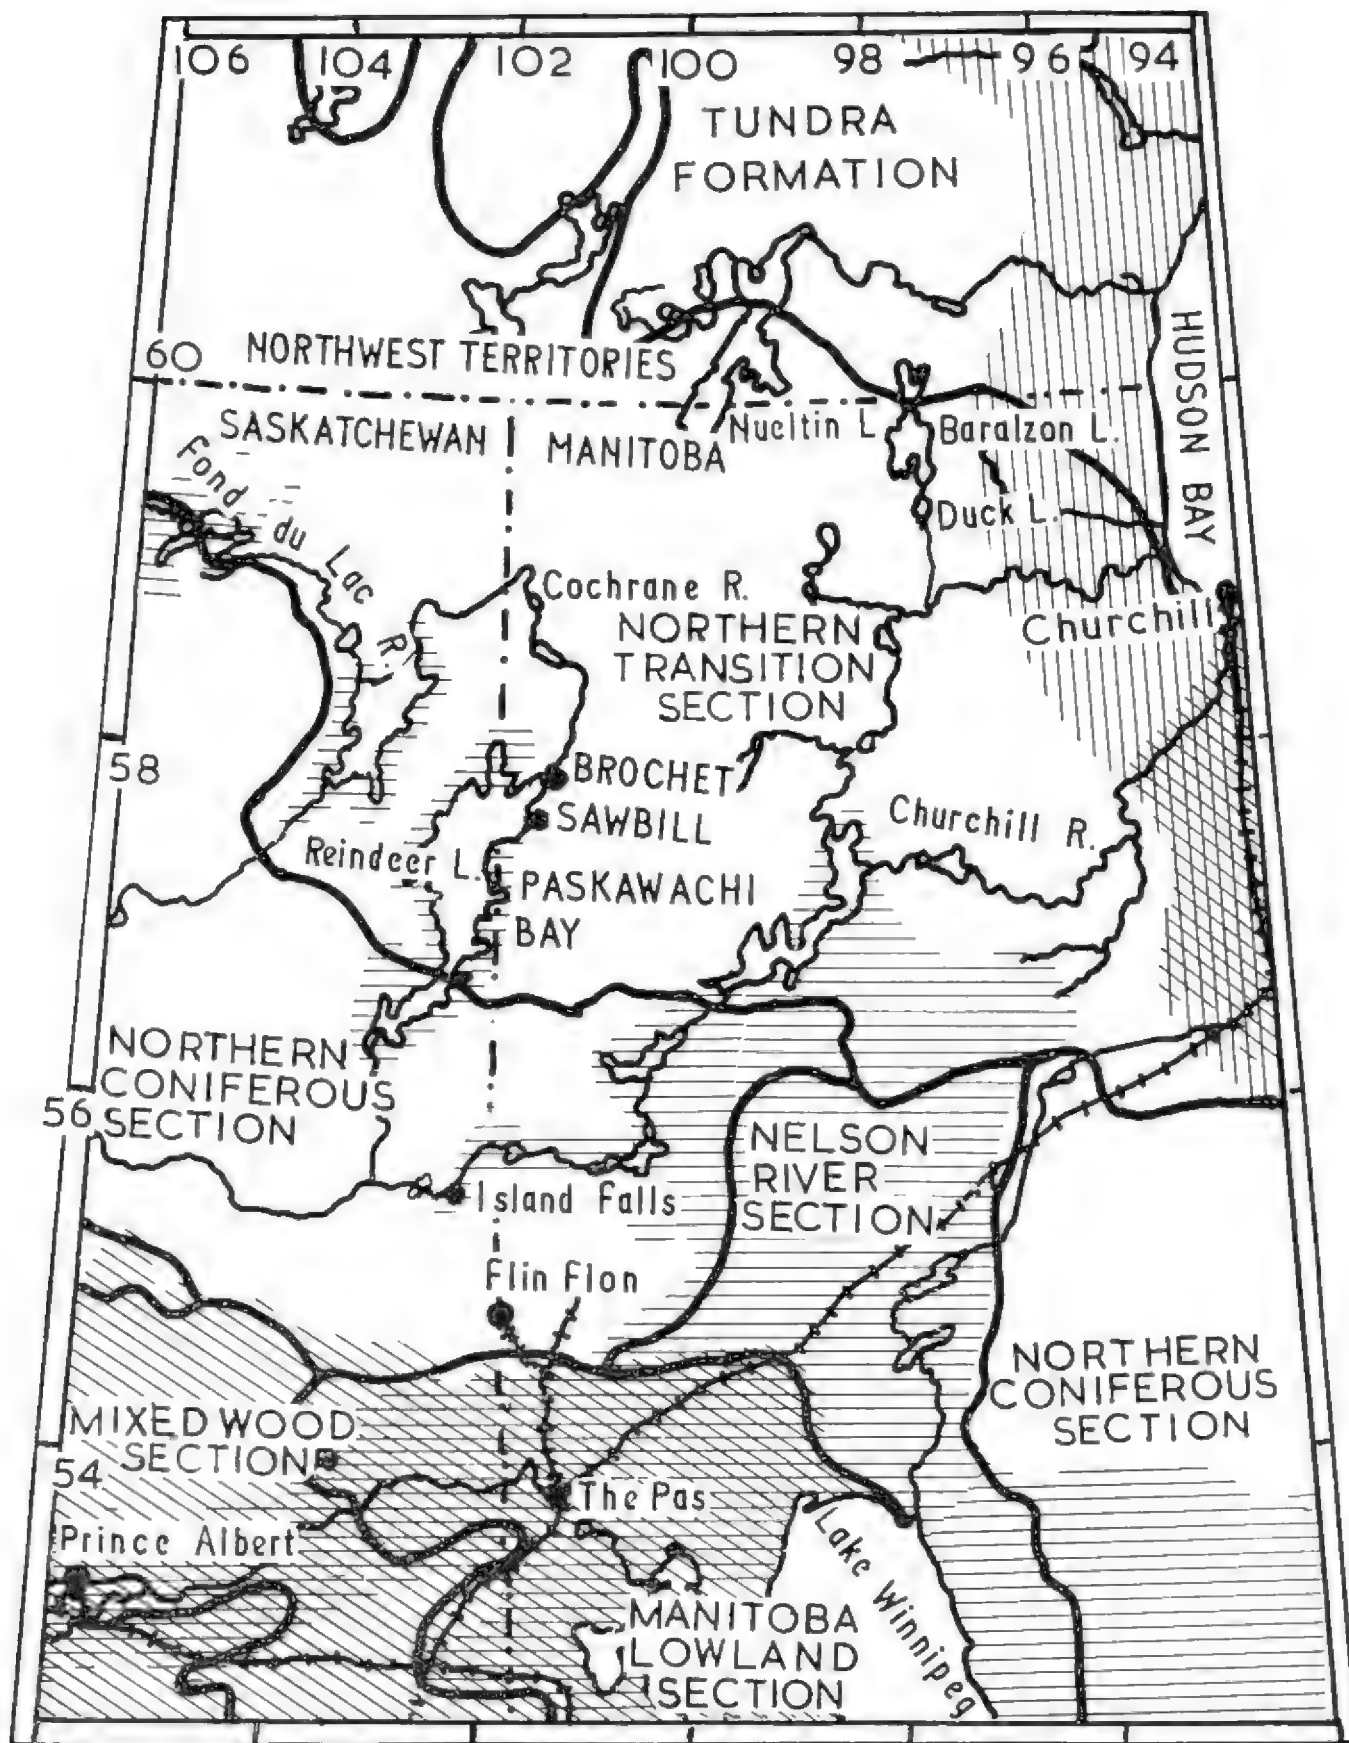 106 104 102 100 98 96 94
TUNDRA
FORMATION
HUDSON BAY
60 NORTHWEST TERRITORIES
SASKATCHEWAN
MANITOBA
Nueltin L.
Baralzon L.
Fond du Lac R.
Duck L.
Cochrane R.
NORTHERN
TRANSITION
SECTION
Churchill
58
BROCHET
SAWBILL
Churchill R.
Reindeer L.
PASKAWACHI
BAY
NORTHERN
CONIFEROUS
SECTION
56
NELSON
RIVER
SECTION
Island Falls
Flin Flon
NORTHERN
CONIFEROUS
SECTION
MIXED WOOD
SECTION
54
The Pas
Prince Albert
Lake Winnipeg
MANITOBA
LOWLAND
SECTION